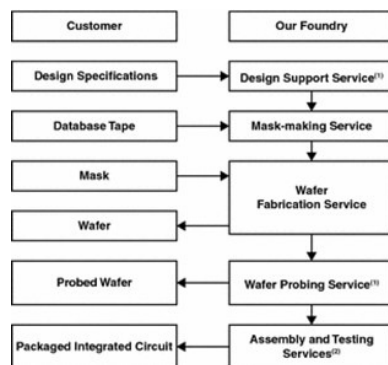 Customer
Our Foundry
Design Specifications
Design Support Service(1)
Database Tape
Mask-making Service
Mask
Wafer
Fabrication Service
Wafer
Probed Wafer
Wafer Probing Service(1)
Packaged Integrated Circuit
Assembly and Testing
Services(2)